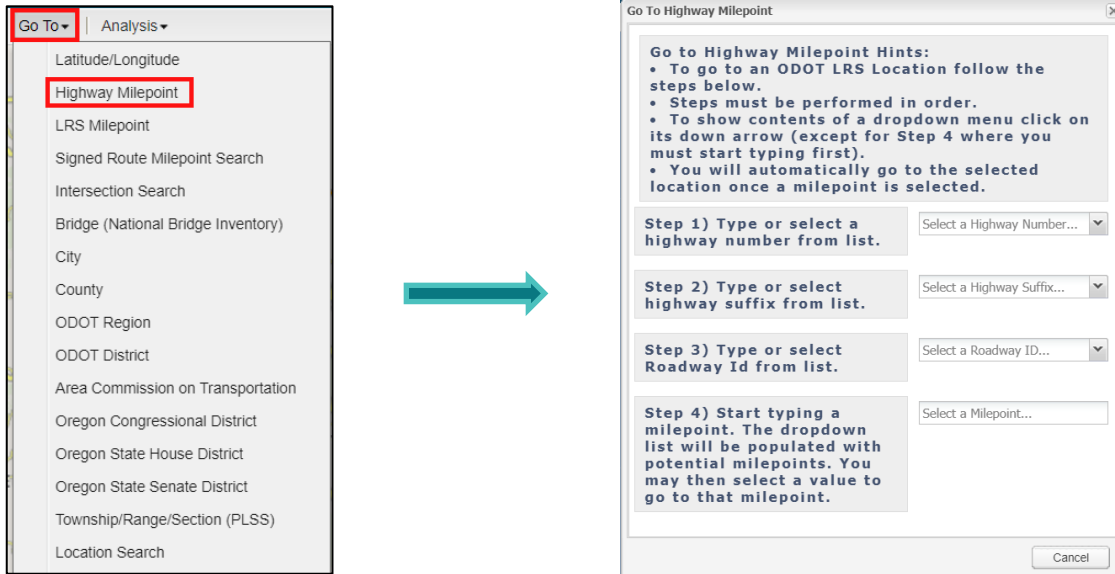 Go To▾ | Analysis▾
Latitude/Longitude
Highway Milepoint
LRS Milepoint
Signed Route Milepoint Search
Intersection Search
Bridge (National Bridge Inventory)
City
County
ODOT Region
ODOT District
Area Commission on Transportation
Oregon Congressional District
Oregon State House District
Oregon State Senate District
Township/Range/Section (PLSS)
Location Search
Go To Highway Milepoint
Go to Highway Milepoint Hints:
• To go to an ODOT LRS Location follow the
steps below.
• Steps must be performed in order.
• To show contents of a dropdown menu click on
its down arrow (except for Step 4 where you
must start typing first).
• You will automatically go to the selected
location once a milepoint is selected.
Step 1) Type or select a
highway number from list.
Select a Highway Number...
Step 2) Type or select
highway suffix from list.
Select a Highway Suffix...
Step 3) Type or select
Roadway Id from list.
Select a Roadway ID...
Step 4) Start typing a
milepoint. The dropdown
list will be populated with
potential milepoints. You
may then select a value to
go to that milepoint.
Select a Milepoint...
Cancel